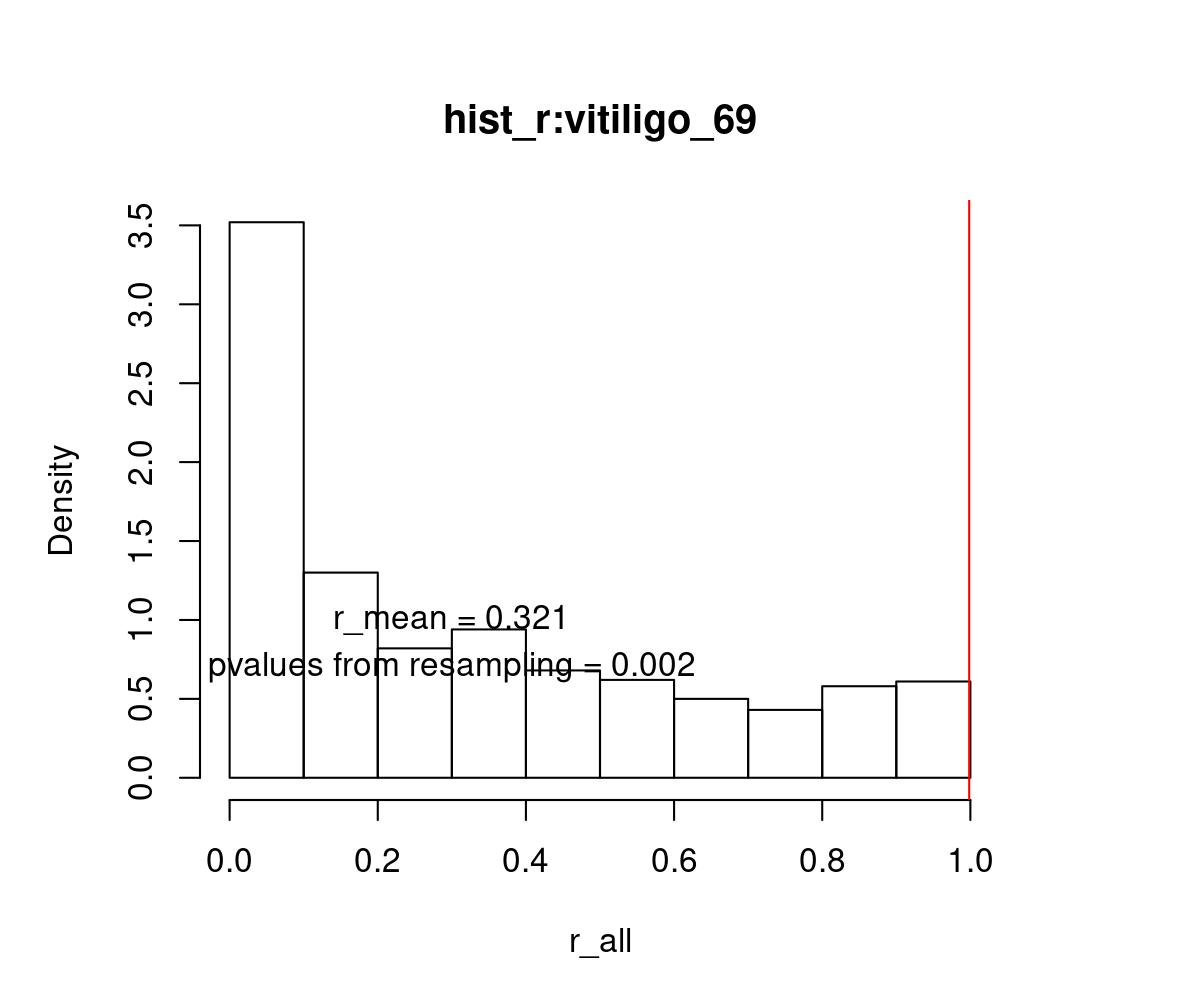 hist_r:vitiligo_69
Density
3.5
3.0
2.5
2.0
1.5
1.0
0.5
0.0
r_mean = 0.321
pvalues from resampling = 0.002
0.0 0.2 0.4 0.6 0.8 1.0
r_all